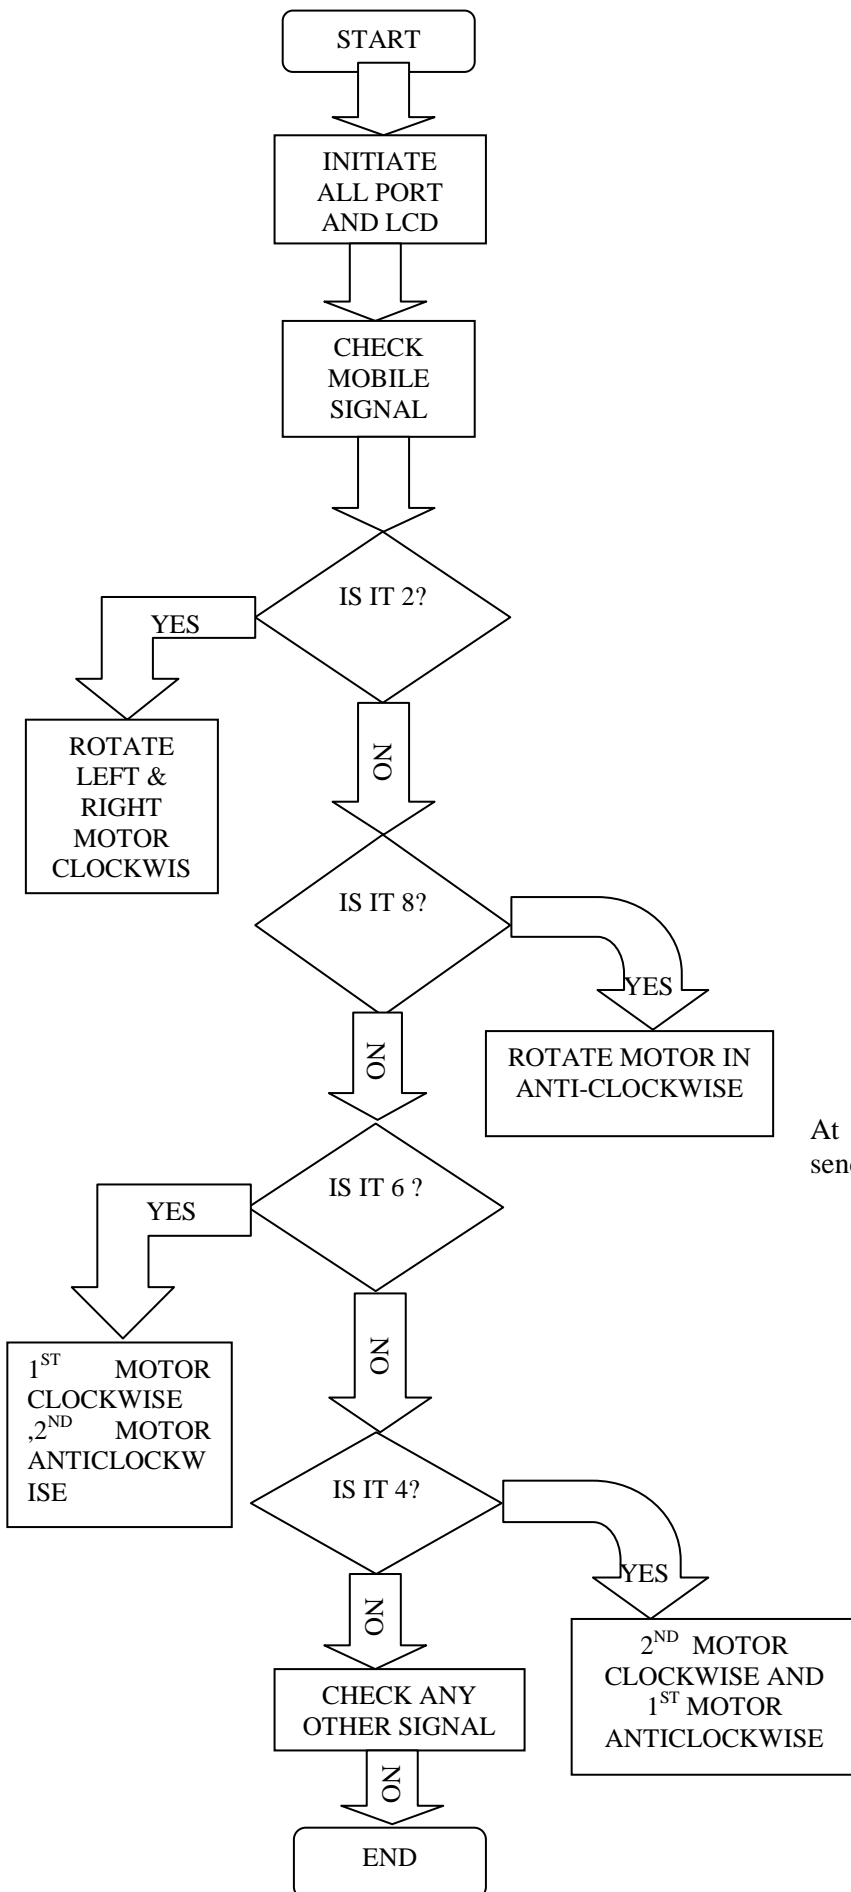 START
INITIATE
ALL PORT
AND LCD
CHECK
MOBILE
SIGNAL
IS IT 2?
YES
ROTATE
LEFT &
RIGHT
MOTOR
CLOCKWIS
NO
IS IT 8?
YES
ROTATE MOTOR IN
ANTI-CLOCKWISE
NO
At
IS IT 6 ?
YES
1ST MOTOR
CLOCKWISE
,2ND MOTOR
ANTICLOCKW
ISE
NO
IS IT 4?
YES
2ND MOTOR
CLOCKWISE AND
1ST MOTOR
ANTICLOCKWISE
NO
CHECK ANY
OTHER SIGNAL
NO
END